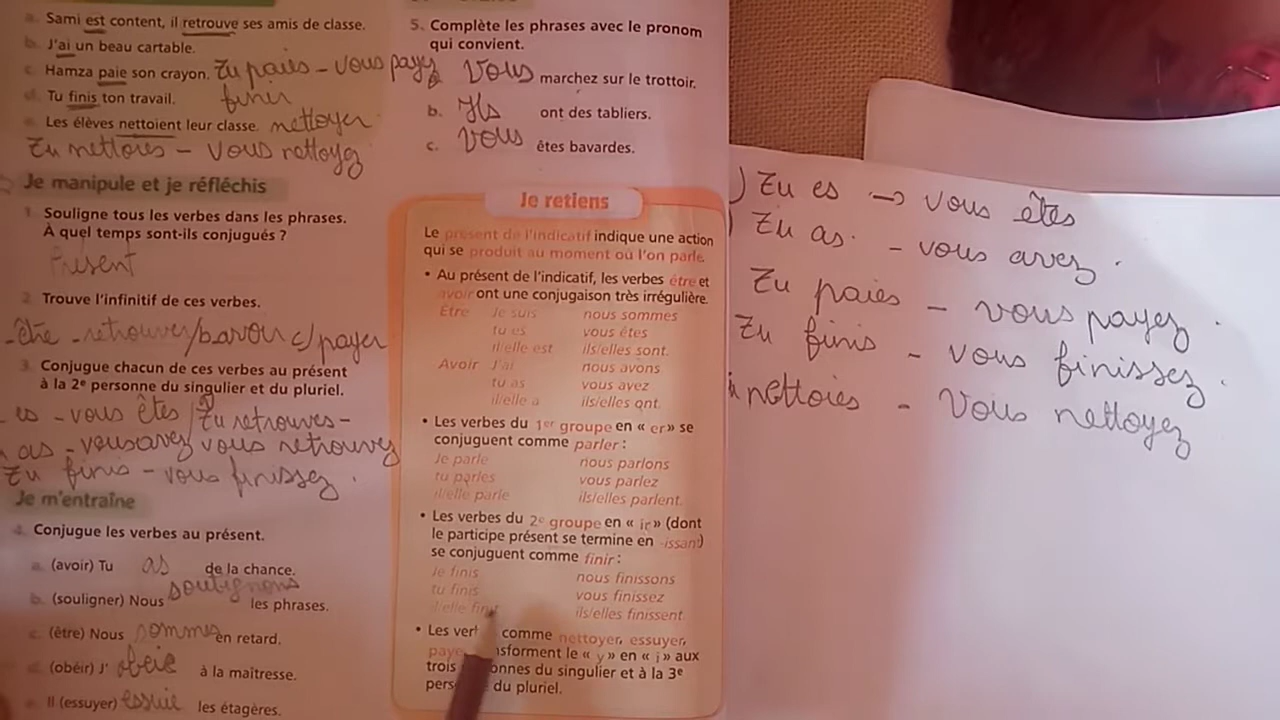 a. Sami est content, il retrouve ses amis de classe.
b. J'ai un beau cartable.
c. Hamza paie son crayon. Tu paies - vous payez
d. Tu finis ton travail. finir
e. Les élèves nettoient leur classe. nettoyer
Tu nettoies - vous nettoyez
Je manipule et je réfléchis
1. Souligne tous les verbes dans les phrases.
À quel temps sont-ils conjugués ?
Présent
2. Trouve l'infinitif de ces verbes.
-être -retrouver/b avoir c/ payer
3. Conjugue chacun de ces verbes au présent
à la 2e personne du singulier et du pluriel.
es - vous êtes / Tu retrouves -
as - vous avez vous retrouvez
Tu finis - vous finissez.
Je m'entraîne
4. Conjugue les verbes au présent.
a. (avoir) Tu as de la chance.
b. (souligner) Nous soulignons les phrases.
c. (être) Nous sommes en retard.
d. (obéir) J' obéie à la maîtresse.
e. Il (essuyer) essuie les étagères.
5. Complète les phrases avec le pronom
qui convient.
Vous marchez sur le trottoir.
b. Ils ont des tabliers.
c. vous êtes bavardes.
Je retiens
Le présent de l'indicatif indique une action
qui se produit au moment où l'on parle.
• Au présent de l'indicatif, les verbes être et
avoir ont une conjugaison très irrégulière.
Être Je suis nous sommes
tu es vous êtes
il/elle est ils/elles sont.
Avoir J'ai nous avons
tu as vous avez
il/elle a ils/elles ont.
• Les verbes du 1er groupe en « er » se
conjuguent comme parler :
Je parle nous parlons
tu parles vous parlez
il/elle parle ils/elles parlent.
• Les verbes du 2e groupe en « ir » (dont
le participe présent se termine en -issant)
se conjuguent comme finir :
Je finis nous finissons
tu finis vous finissez
il/elle finit ils/elles finissent.
• Les comme nettoyer, essuyer,
le « y » en « i » aux
trois du singulier et à la 3e
du pluriel.
) Tu es → vous êtes
) Tu as. - vous avez.
Tu paies - vous payez.
Tu finis - vous finissez.
nettoies - Vous nettoyez